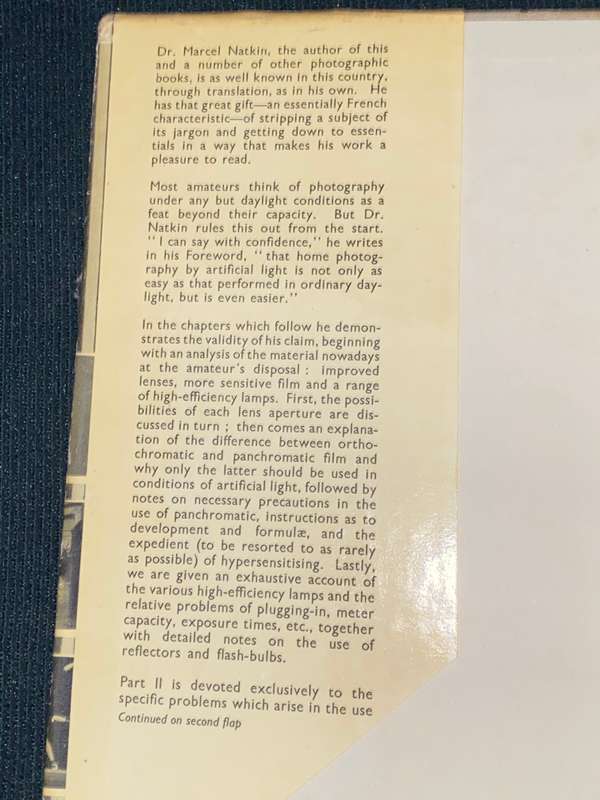 Dr. Marcel Natkin, the author of this
and a number of other photographic
books, is as well known in this country,
through translation, as in his own. He
has that great gift—an essentially French
characteristic—of stripping a subject of
its jargon and getting down to essen-
tials in a way that makes his work a
pleasure to read.
Most amateurs think of photography
under any but daylight conditions as a
feat beyond their capacity. But Dr.
Natkin rules this out from the start.
"I can say with confidence," he writes
in his Foreword, "that home photog-
raphy by artificial light is not only as
easy as that performed in ordinary day-
light, but is even easier."
In the chapters which follow he demon-
strates the validity of his claim, beginning
with an analysis of the material nowadays
at the amateur's disposal : improved
lenses, more sensitive film and a range
of high-efficiency lamps. First, the possi-
bilities of each lens aperture are dis-
cussed in turn ; then comes an explana-
tion of the difference between ortho-
chromatic and panchromatic film and
why only the latter should be used in
conditions of artificial light, followed by
notes on necessary precautions in the
use of panchromatic, instructions as to
development and formulæ, and the
expedient (to be resorted to as rarely
as possible) of hypersensitising. Lastly,
we are given an exhaustive account of
the various high-efficiency lamps and the
relative problems of plugging-in, meter
capacity, exposure times, etc., together
with detailed notes on the use of
reflectors and flash-bulbs.
Part II is devoted exclusively to the
specific problems which arise in the use
Continued on second flap